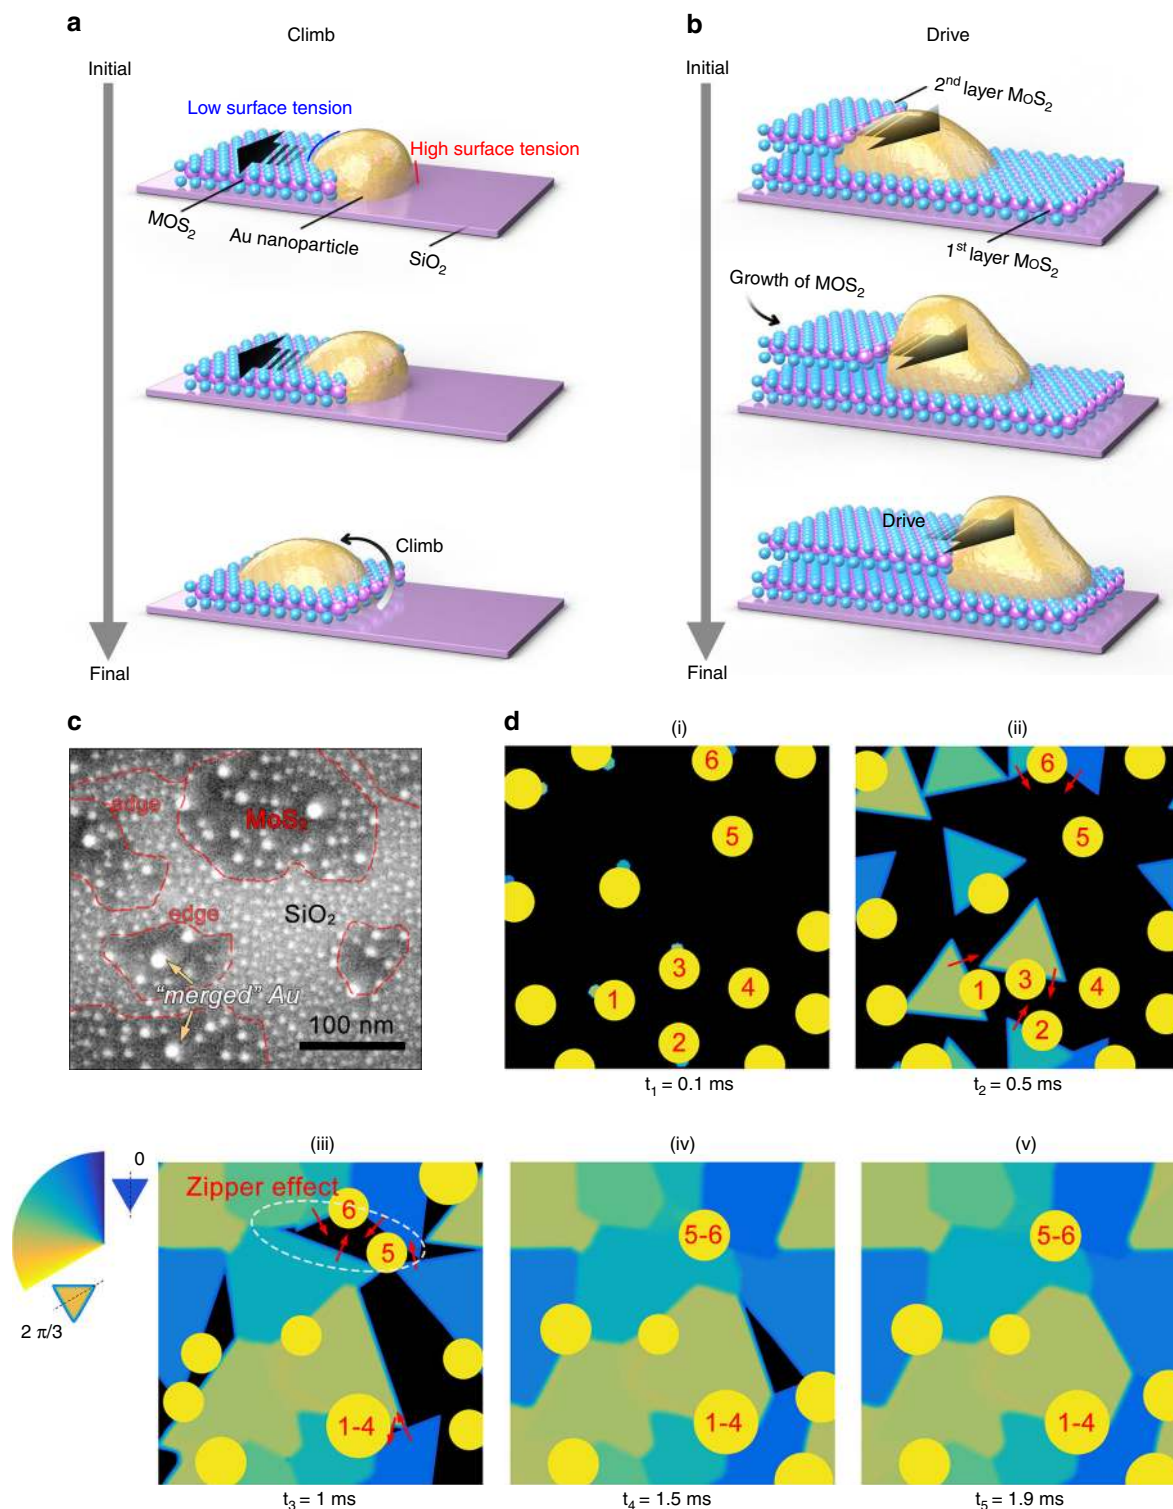 a
Climb
Initial
Low surface tension
High surface tension
MOS2
Au nanoparticle
SiO2
Climb
Final
b
Drive
Initial
2nd layer MoS2
1st layer MoS2
Growth of MOS2
Drive
Final
c
edge
MoS2
SiO2
edge
"merged" Au
100 nm
d
(i)
6
5
3
4
1
2
t1 = 0.1 ms
(ii)
6
5
3
1
4
2
t2 = 0.5 ms
0
2 π/3
(iii)
Zipper effect
6
5
1-4
t3 = 1 ms
(iv)
5-6
1-4
t4 = 1.5 ms
(v)
5-6
1-4
t5 = 1.9 ms